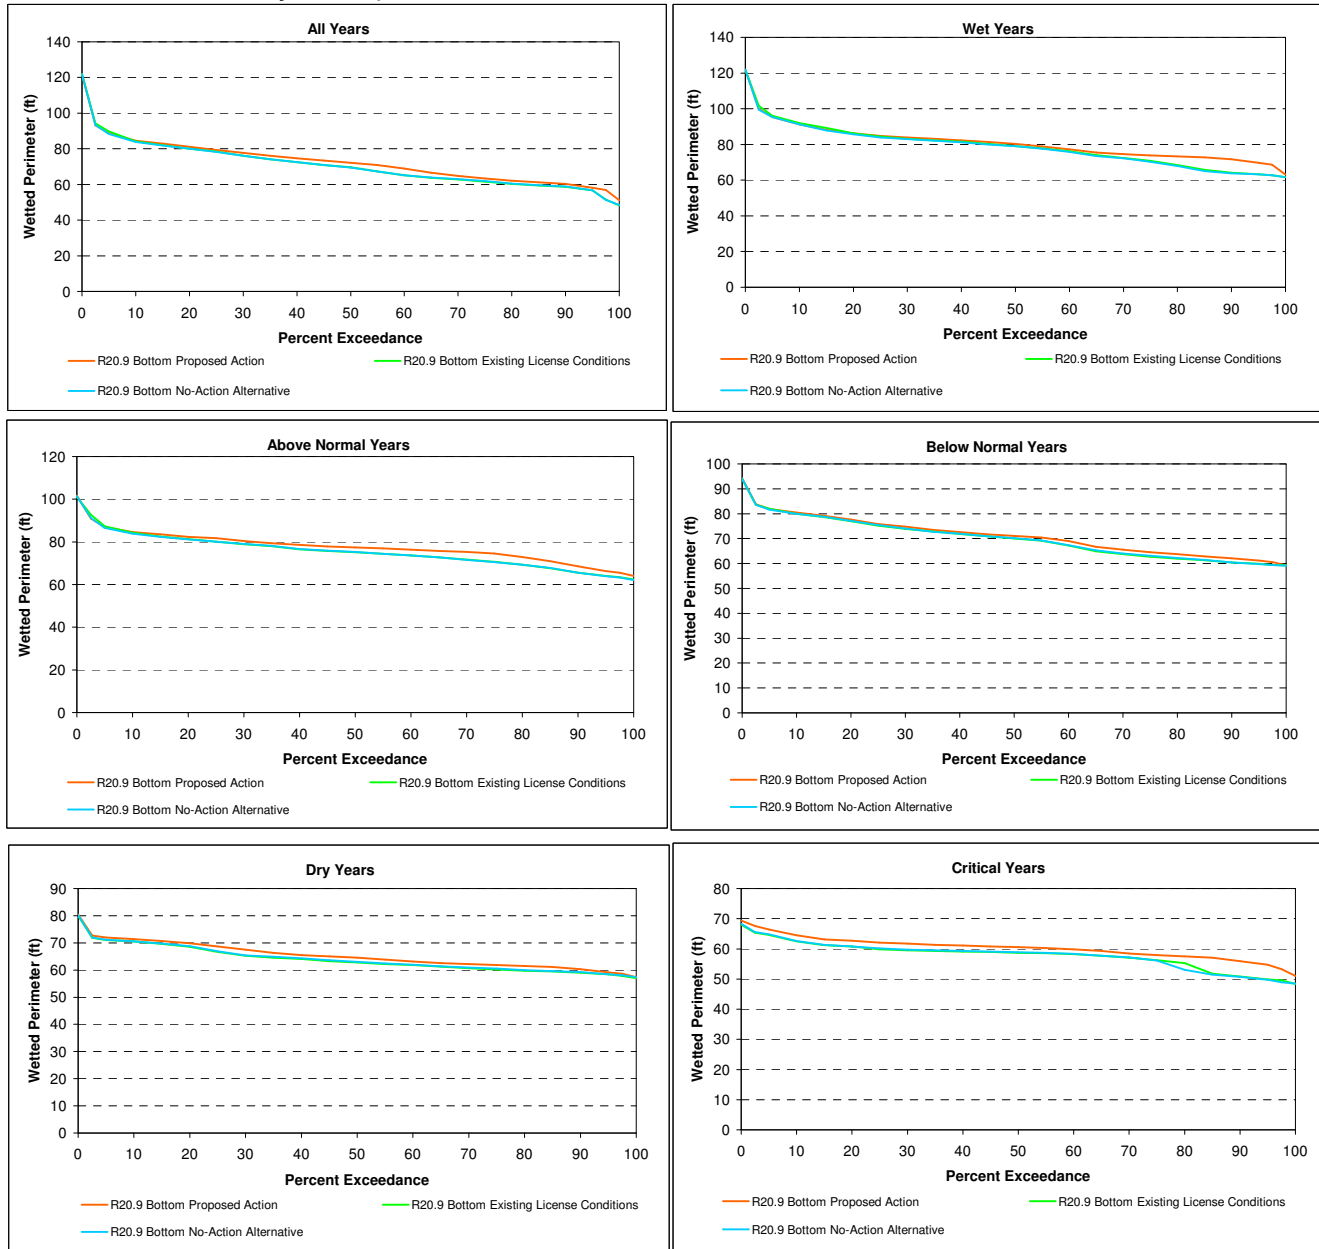 All Years
Wetted Perimeter (ft)
140
120
100
80
60
40
20
0
0 10 20 30 40 50 60 70 80 90 100
Percent Exceedance
R20.9 Bottom Proposed Action R20.9 Bottom Existing License Conditions
R20.9 Bottom No-Action Alternative
Wet Years
Wetted Perimeter (ft)
140
120
100
80
60
40
20
0
0 10 20 30 40 50 60 70 80 90 100
Percent Exceedance
R20.9 Bottom Proposed Action R20.9 Bottom Existing License Conditions
R20.9 Bottom No-Action Alternative
Above Normal Years
Wetted Perimeter (ft)
120
100
80
60
40
20
0
0 10 20 30 40 50 60 70 80 90 100
Percent Exceedance
R20.9 Bottom Proposed Action R20.9 Bottom Existing License Conditions
R20.9 Bottom No-Action Alternative
Below Normal Years
Wetted Perimeter (ft)
100
90
80
70
60
50
40
30
20
10
0
0 10 20 30 40 50 60 70 80 90 100
Percent Exceedance
R20.9 Bottom Proposed Action R20.9 Bottom Existing License Conditions
R20.9 Bottom No-Action Alternative
Dry Years
Wetted Perimeter (ft)
90
80
70
60
50
40
30
20
10
0
0 10 20 30 40 50 60 70 80 90 100
Percent Exceedance
R20.9 Bottom Proposed Action R20.9 Bottom Existing License Conditions
R20.9 Bottom No-Action Alternative
Critical Years
Wetted Perimeter (ft)
80
70
60
50
40
30
20
10
0
0 10 20 30 40 50 60 70 80 90 100
Percent Exceedance
R20.9 Bottom Proposed Action R20.9 Bottom Existing License Conditions
R20.9 Bottom No-Action Alternative